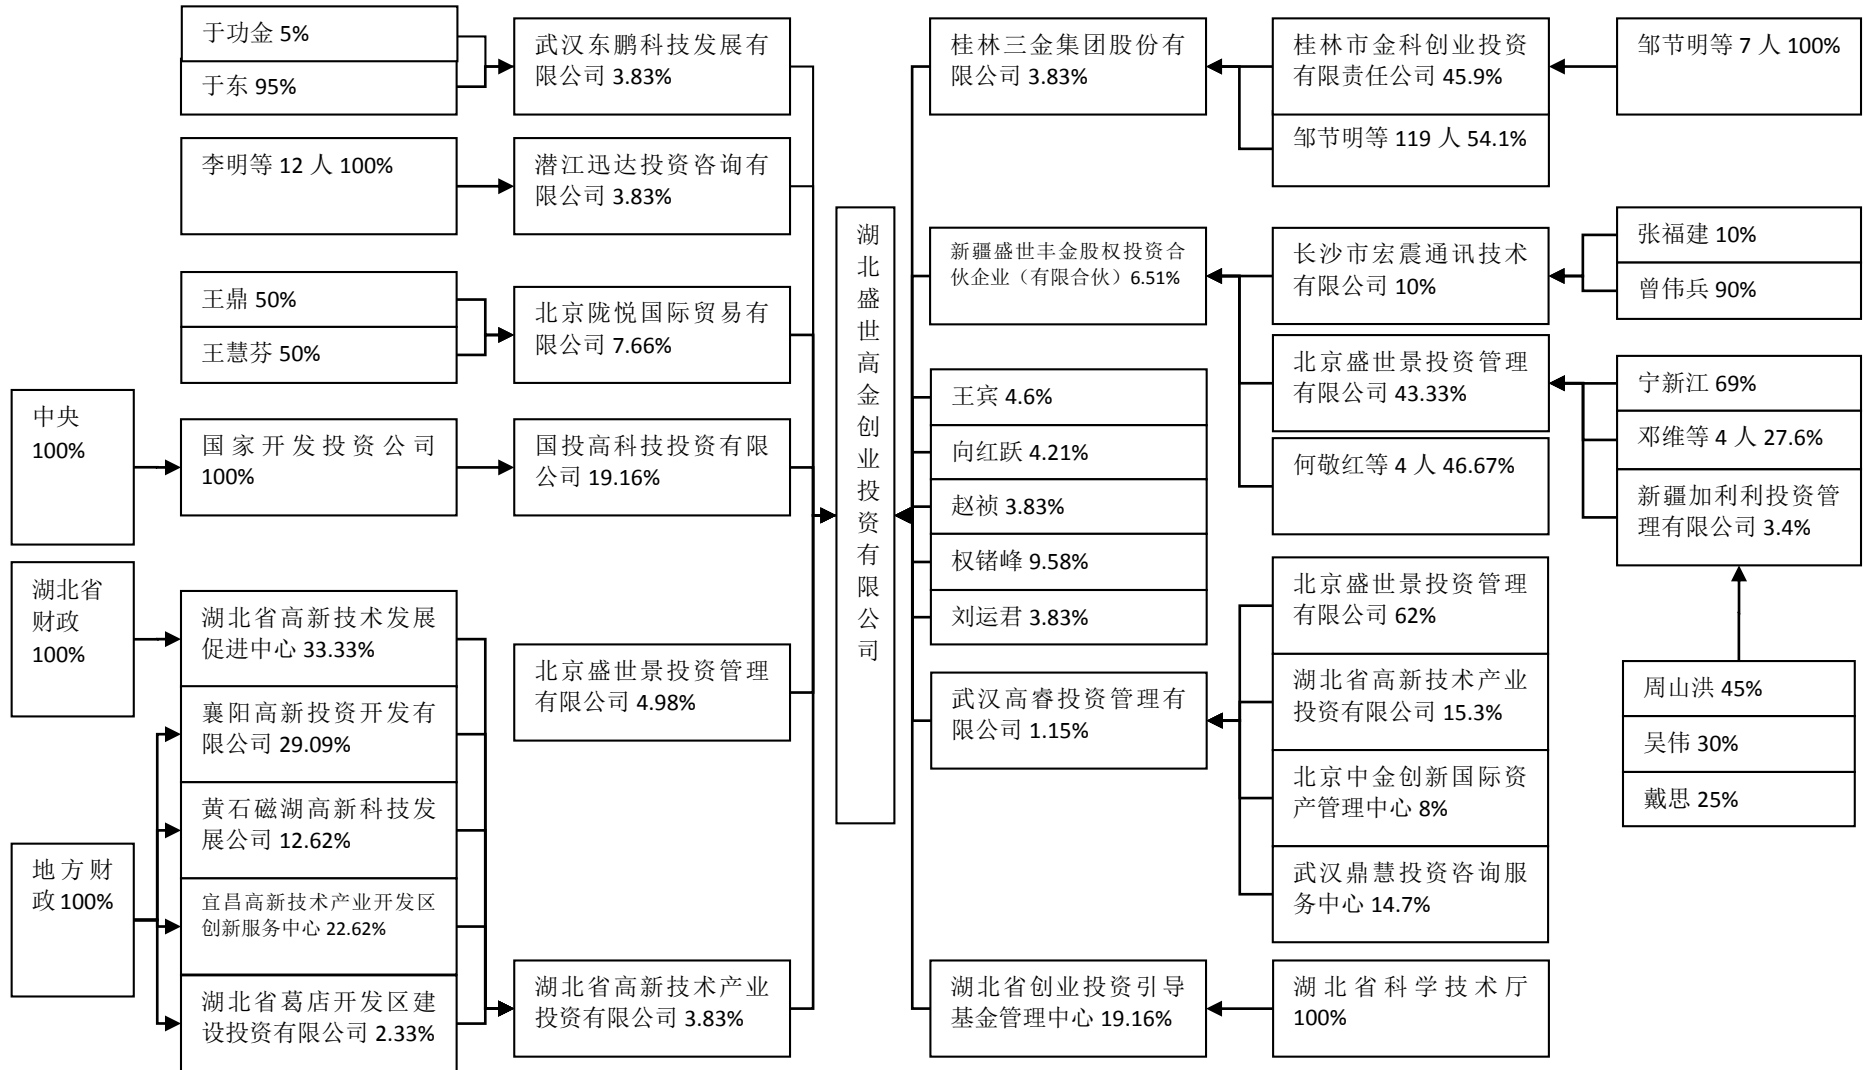 于功金 5%
于东 95%
武汉东鹏科技发展有
限公司 3.83%
李明等 12 人 100%
潜江迅达投资咨询有
限公司 3.83%
王鼎 50%
王慧芬 50%
北京陇悦国际贸易有
限公司 7.66%
中央
100%
国家开发投资公司
100%
国投高科技投资有限
公司 19.16%
湖北省
财政
100%
湖北省高新技术发展
促进中心 33.33%
襄阳高新投资开发有
限公司 29.09%
黄石磁湖高新科技发
展公司 12.62%
宜昌高新技术产业开发区
创新服务中心 22.62%
湖北省葛店开发区建
设投资有限公司 2.33%
地方财
政 100%
北京盛世景投资管理
有限公司 4.98%
湖北省高新技术产业
投资有限公司 3.83%
湖北盛世高金创业投资有限公司
桂林三金集团股份有
限公司 3.83%
桂林市金科创业投资
有限责任公司 45.9%
邹节明等 119 人 54.1%
邹节明等 7 人 100%
新疆盛世丰金股权投资合
伙企业（有限合伙）6.51%
长沙市宏震通讯技术
有限公司 10%
张福建 10%
曾伟兵 90%
北京盛世景投资管理
有限公司 43.33%
何敬红等 4 人 46.67%
宁新江 69%
邓维等 4 人 27.6%
新疆加利利投资管
理有限公司 3.4%
周山洪 45%
吴伟 30%
戴思 25%
王宾 4.6%
向红跃 4.21%
赵祯 3.83%
权锗峰 9.58%
刘运君 3.83%
武汉高睿投资管理有
限公司 1.15%
北京盛世景投资管理
有限公司 62%
湖北省高新技术产业
投资有限公司 15.3%
北京中金创新国际资
产管理中心 8%
武汉鼎慧投资咨询服
务中心 14.7%
湖北省创业投资引导
基金管理中心 19.16%
湖北省科学技术厅
100%